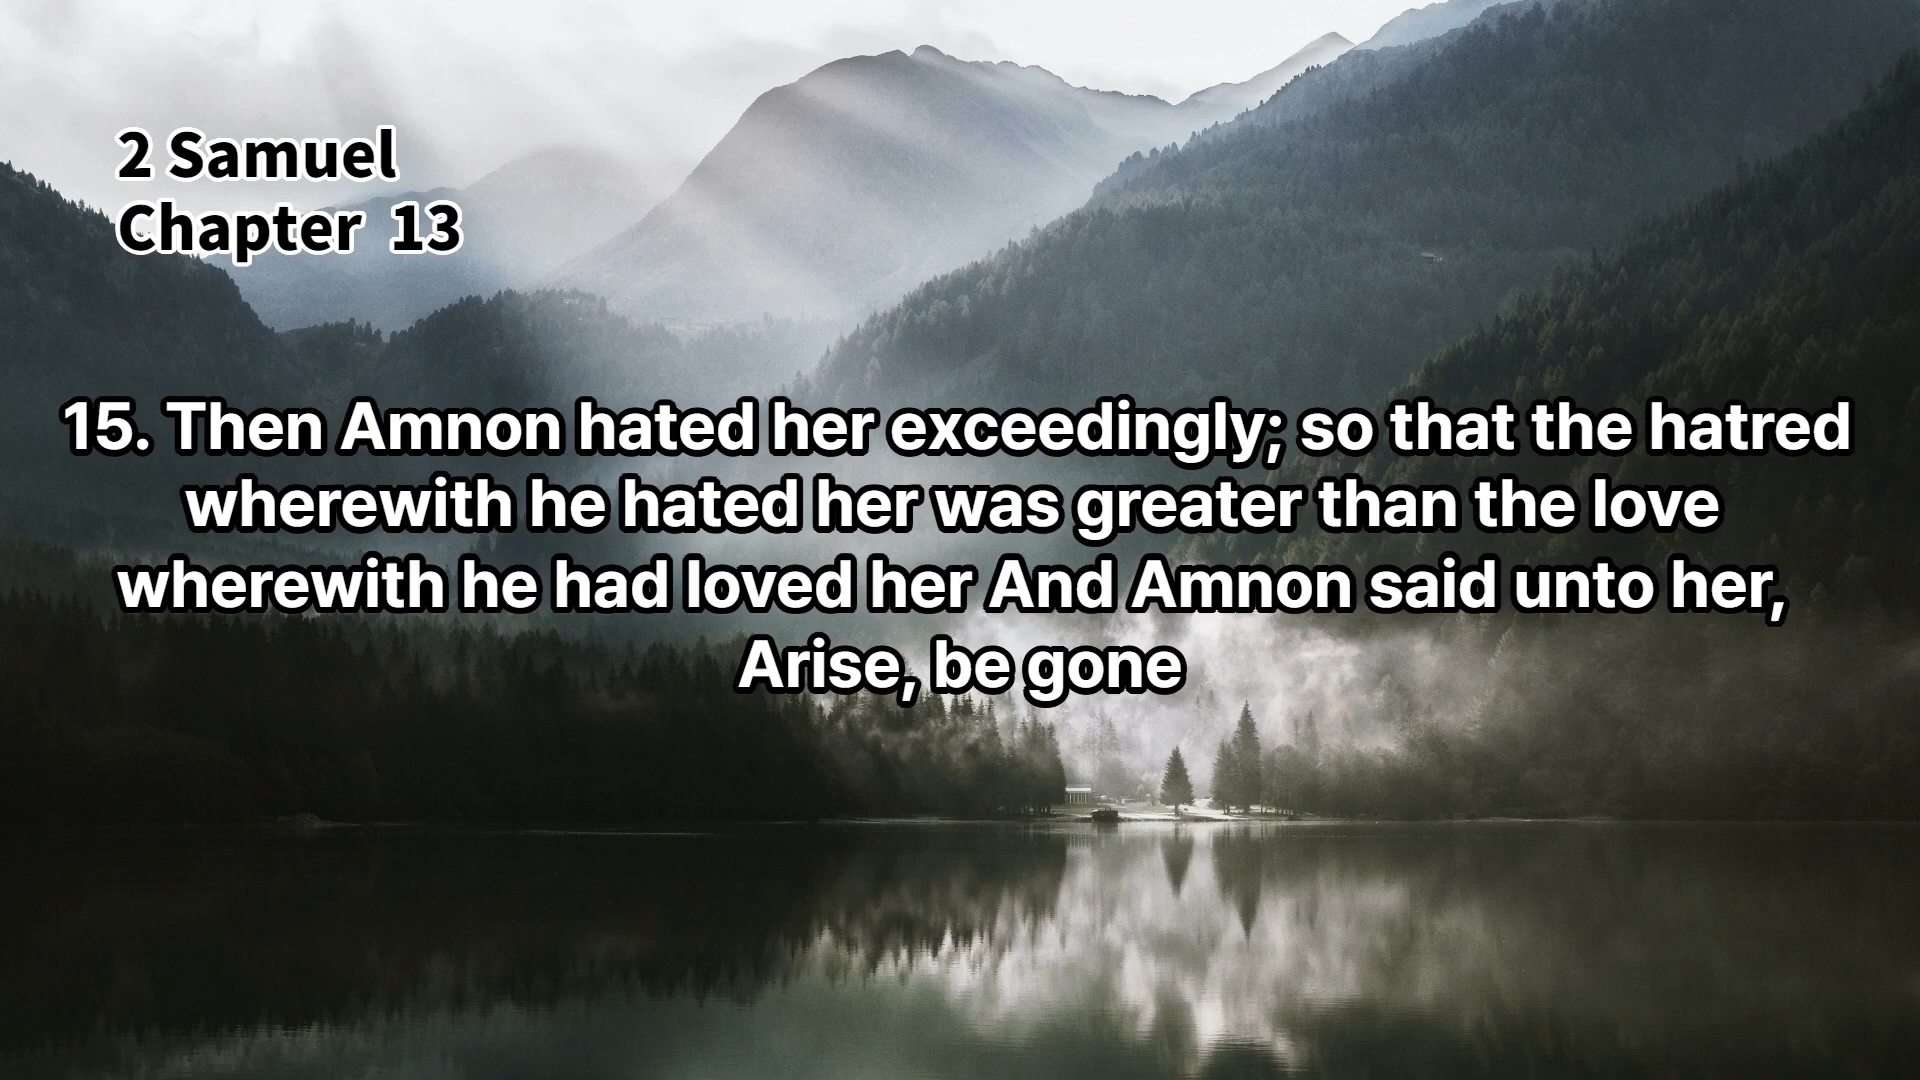 2 Samuel
Chapter 13
15. Then Amnon hated her exceedingly; so that the hatred
wherewith he hated her was greater than the love
wherewith he had loved her And Amnon said unto her,
Arise, be gone